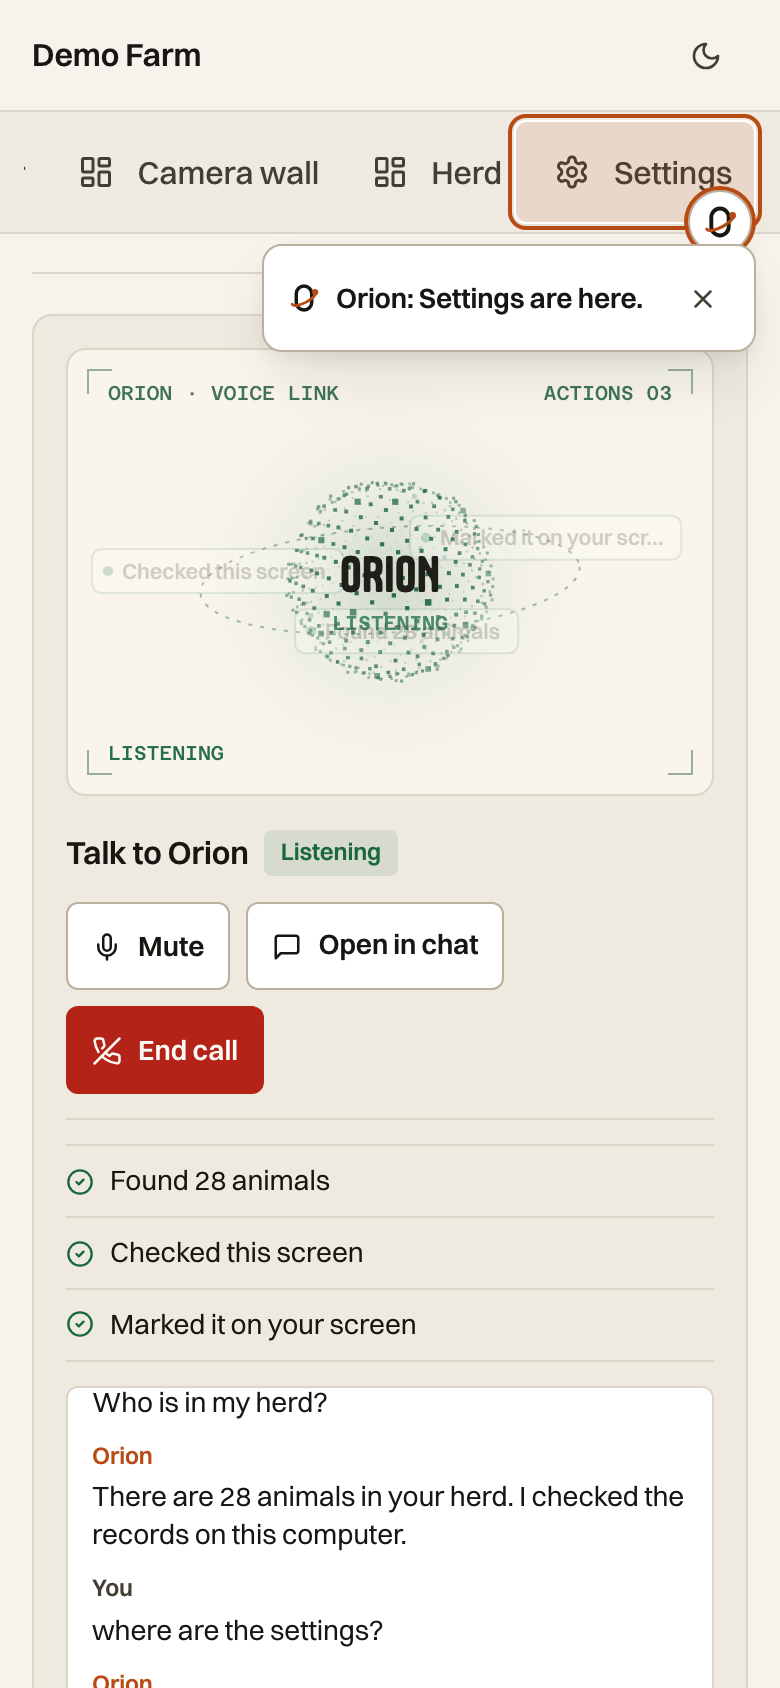 Demo Farm
Camera wall
Herd
Settings
Orion: Settings are here.
ORION · VOICE LINK
ACTIONS 03
Marked it on your scr...
Checked this screen
ORION
LISTENING
Found 28 animals
LISTENING
Talk to Orion
Listening
Mute
Open in chat
End call
Found 28 animals
Checked this screen
Marked it on your screen
Who is in my herd?
Orion
There are 28 animals in your herd. I checked the
records on this computer.
You
where are the settings?
Orion